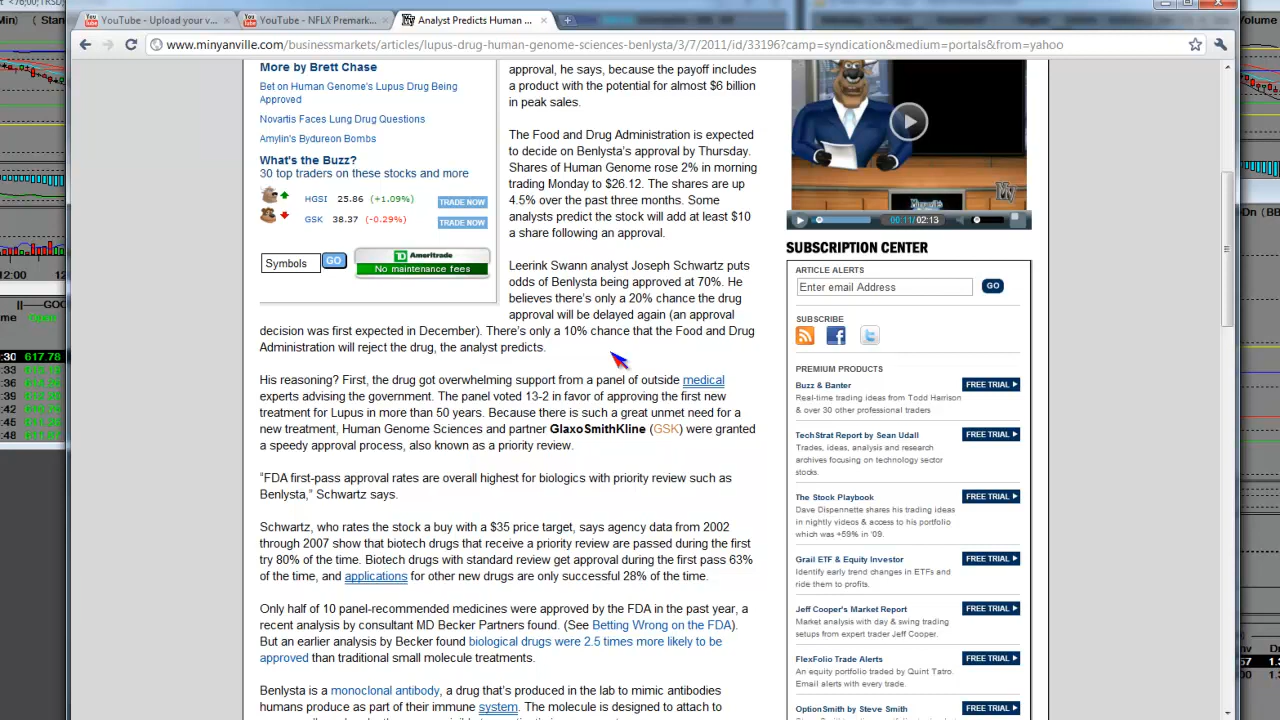 YouTube - Upload your v...
YouTube - NFLX Premark...
Analyst Predicts Human ...
www.minyanville.com/businessmarkets/articles/lupus-drug-human-genome-sciences-benlysta/3/7/2011/id/33196?camp=syndication&medium=portals&from=yahoo
More by Brett Chase
Bet on Human Genome's Lupus Drug Being
Approved
Novartis Faces Lung Drug Questions
Amylin's Bydureon Bombs
What's the Buzz?
30 top traders on these stocks and more
HGSI 25.86 (+1.09%) TRADE NOW
GSK 38.37 (-0.29%) TRADE NOW
Symbols GO
Ameritrade
No maintenance fees
approval, he says, because the payoff includes
a product with the potential for almost $6 billion
in peak sales.
The Food and Drug Administration is expected
to decide on Benlysta's approval by Thursday.
Shares of Human Genome rose 2% in morning
trading Monday to $26.12. The shares are up
4.5% over the past three months. Some
analysts predict the stock will add at least $10
a share following an approval.
Leerink Swann analyst Joseph Schwartz puts
odds of Benlysta being approved at 70%. He
believes there's only a 20% chance the drug
approval will be delayed again (an approval
decision was first expected in December). There's only a 10% chance that the Food and Drug
Administration will reject the drug, the analyst predicts.
His reasoning? First, the drug got overwhelming support from a panel of outside medical
experts advising the government. The panel voted 13-2 in favor of approving the first new
treatment for Lupus in more than 50 years. Because there is such a great unmet need for a
new treatment, Human Genome Sciences and partner GlaxoSmithKline (GSK) were granted
a speedy approval process, also known as a priority review.
“FDA first-pass approval rates are overall highest for biologics with priority review such as
Benlysta,” Schwartz says.
Schwartz, who rates the stock a buy with a $35 price target, says agency data from 2002
through 2007 show that biotech drugs that receive a priority review are passed during the first
try 80% of the time. Biotech drugs with standard review get approval during the first pass 63%
of the time, and applications for other new drugs are only successful 28% of the time.
Only half of 10 panel-recommended medicines were approved by the FDA in the past year, a
recent analysis by consultant MD Becker Partners found. (See Betting Wrong on the FDA).
But an earlier analysis by Becker found biological drugs were 2.5 times more likely to be
approved than traditional small molecule treatments.
Benlysta is a monoclonal antibody, a drug that's produced in the lab to mimic antibodies
humans produce as part of their immune system. The molecule is designed to attach to
00:11/02:13
SUBSCRIPTION CENTER
ARTICLE ALERTS
Enter email Address GO
SUBSCRIBE
PREMIUM PRODUCTS
Buzz & Banter FREE TRIAL
Real-time trading ideas from Todd Harrison
& over 30 other professional traders
TechStrat Report by Sean Udall FREE TRIAL
Trades, ideas, analysis and research
archives focusing on technology sector
stocks.
The Stock Playbook FREE TRIAL
Dave Dispennette shares his trading ideas
in nightly videos & access to his portfolio
which was +59% in '09.
Grail ETF & Equity Investor FREE TRIAL
Identify early trend changes in ETFs and
ride them to profits.
Jeff Cooper's Market Report FREE TRIAL
Market analysis with day & swing trading
setups from expert trader Jeff Cooper.
FlexFolio Trade Alerts FREE TRIAL
An equity portfolio traded by Quint Tatro.
Email alerts with every trade.
OptionSmith by Steve Smith FREE TRIAL
12:00